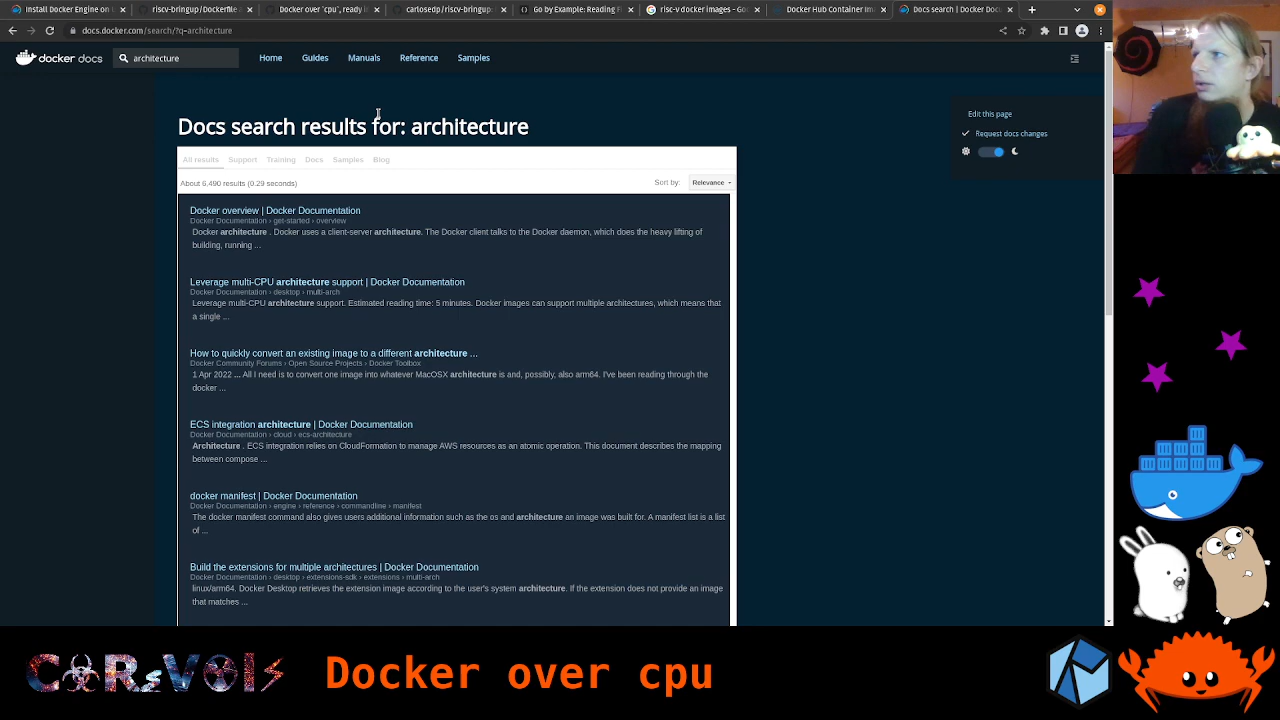 Install Docker Engine on U
riscv-bringup/Dockerfile a
Docker over `cpu`, ready i
carlosedp/riscv-bringup:
Go by Example: Reading F
risc-v docker images - Goo
Docker Hub Container Im
Docs search | Docker Doc
docs.docker.com/search/?q=architecture
docker docs
architecture
Home Guides Manuals Reference Samples
Docs search results for: architecture
Edit this page
Request docs changes
All results Support Training Docs Samples Blog
About 6,490 results (0.29 seconds)
Sort by: Relevance
Docker overview | Docker Documentation
Docker Documentation › get-started › overview
Docker architecture . Docker uses a client-server architecture. The Docker client talks to the Docker daemon, which does the heavy lifting of
building, running ...
Leverage multi-CPU architecture support | Docker Documentation
Docker Documentation › desktop › multi-arch
Leverage multi-CPU architecture support. Estimated reading time: 5 minutes. Docker images can support multiple architectures, which means that
a single ...
How to quickly convert an existing image to a different architecture ...
Docker Community Forums › Open Source Projects › Docker Toolbox
1 Apr 2022 ... All I need is to convert one image into whatever MacOSX architecture is and, possibly, also arm64. I've been reading through the
docker ...
ECS integration architecture | Docker Documentation
Docker Documentation › cloud › ecs-architecture
Architecture . ECS integration relies on CloudFormation to manage AWS resources as an atomic operation. This document describes the mapping
between compose ...
docker manifest | Docker Documentation
Docker Documentation › engine › reference › commandline › manifest
The docker manifest command also gives users additional information such as the os and architecture an image was built for. A manifest list is a list
of ...
Build the extensions for multiple architectures | Docker Documentation
Docker Documentation › desktop › extensions-sdk › extensions › multi-arch
linux/arm64. Docker Desktop retrieves the extension image according to the user's system architecture. If the extension does not provide an image
that matches ...
Docker over cpu